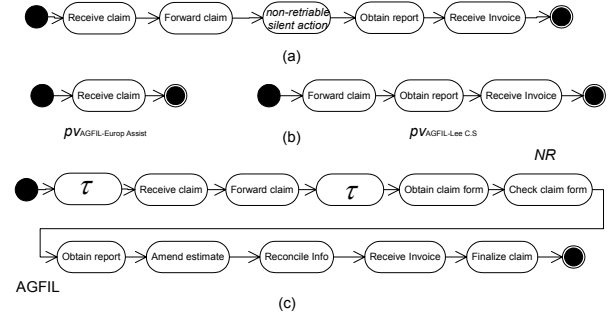 Receive claim Forward claim non-retriable silent action Obtain report Receive Invoice
(a)
Receive claim Forward claim Obtain report Receive Invoice
pvAGFIL-Europ Assist (b) pvAGFIL-Lee C.S
NR
τ Receive claim Forward claim τ Obtain claim form Check claim form
Obtain report Amend estimate Reconcile Info Receive Invoice Finalize claim
AGFIL
(c)